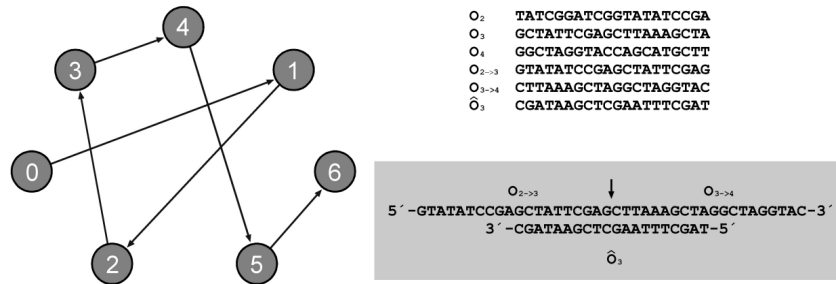 4
3
1
0
6
2
5
O₂ TATCGGATCGGTATATCCGA
O₃ GCTATTCGAGCTTAAAGCTA
O₄ GGCTAGGTACCAGCATGCTT
O₂->₃ GTATATCCGAGCTATTCGAG
O₃->₄ CTTAAAGCTAGGCTAGGTAC
Ô₃ CGATAAGCTCGAATTTCGAT
O₂->₃ O₃->₄
5´-GTATATCCGAGCTATTCGAGCTTAAAGCTAGGCTAGGTAC-3´
3´-CGATAAGCTCGAATTTCGAT-5´
Ô₃